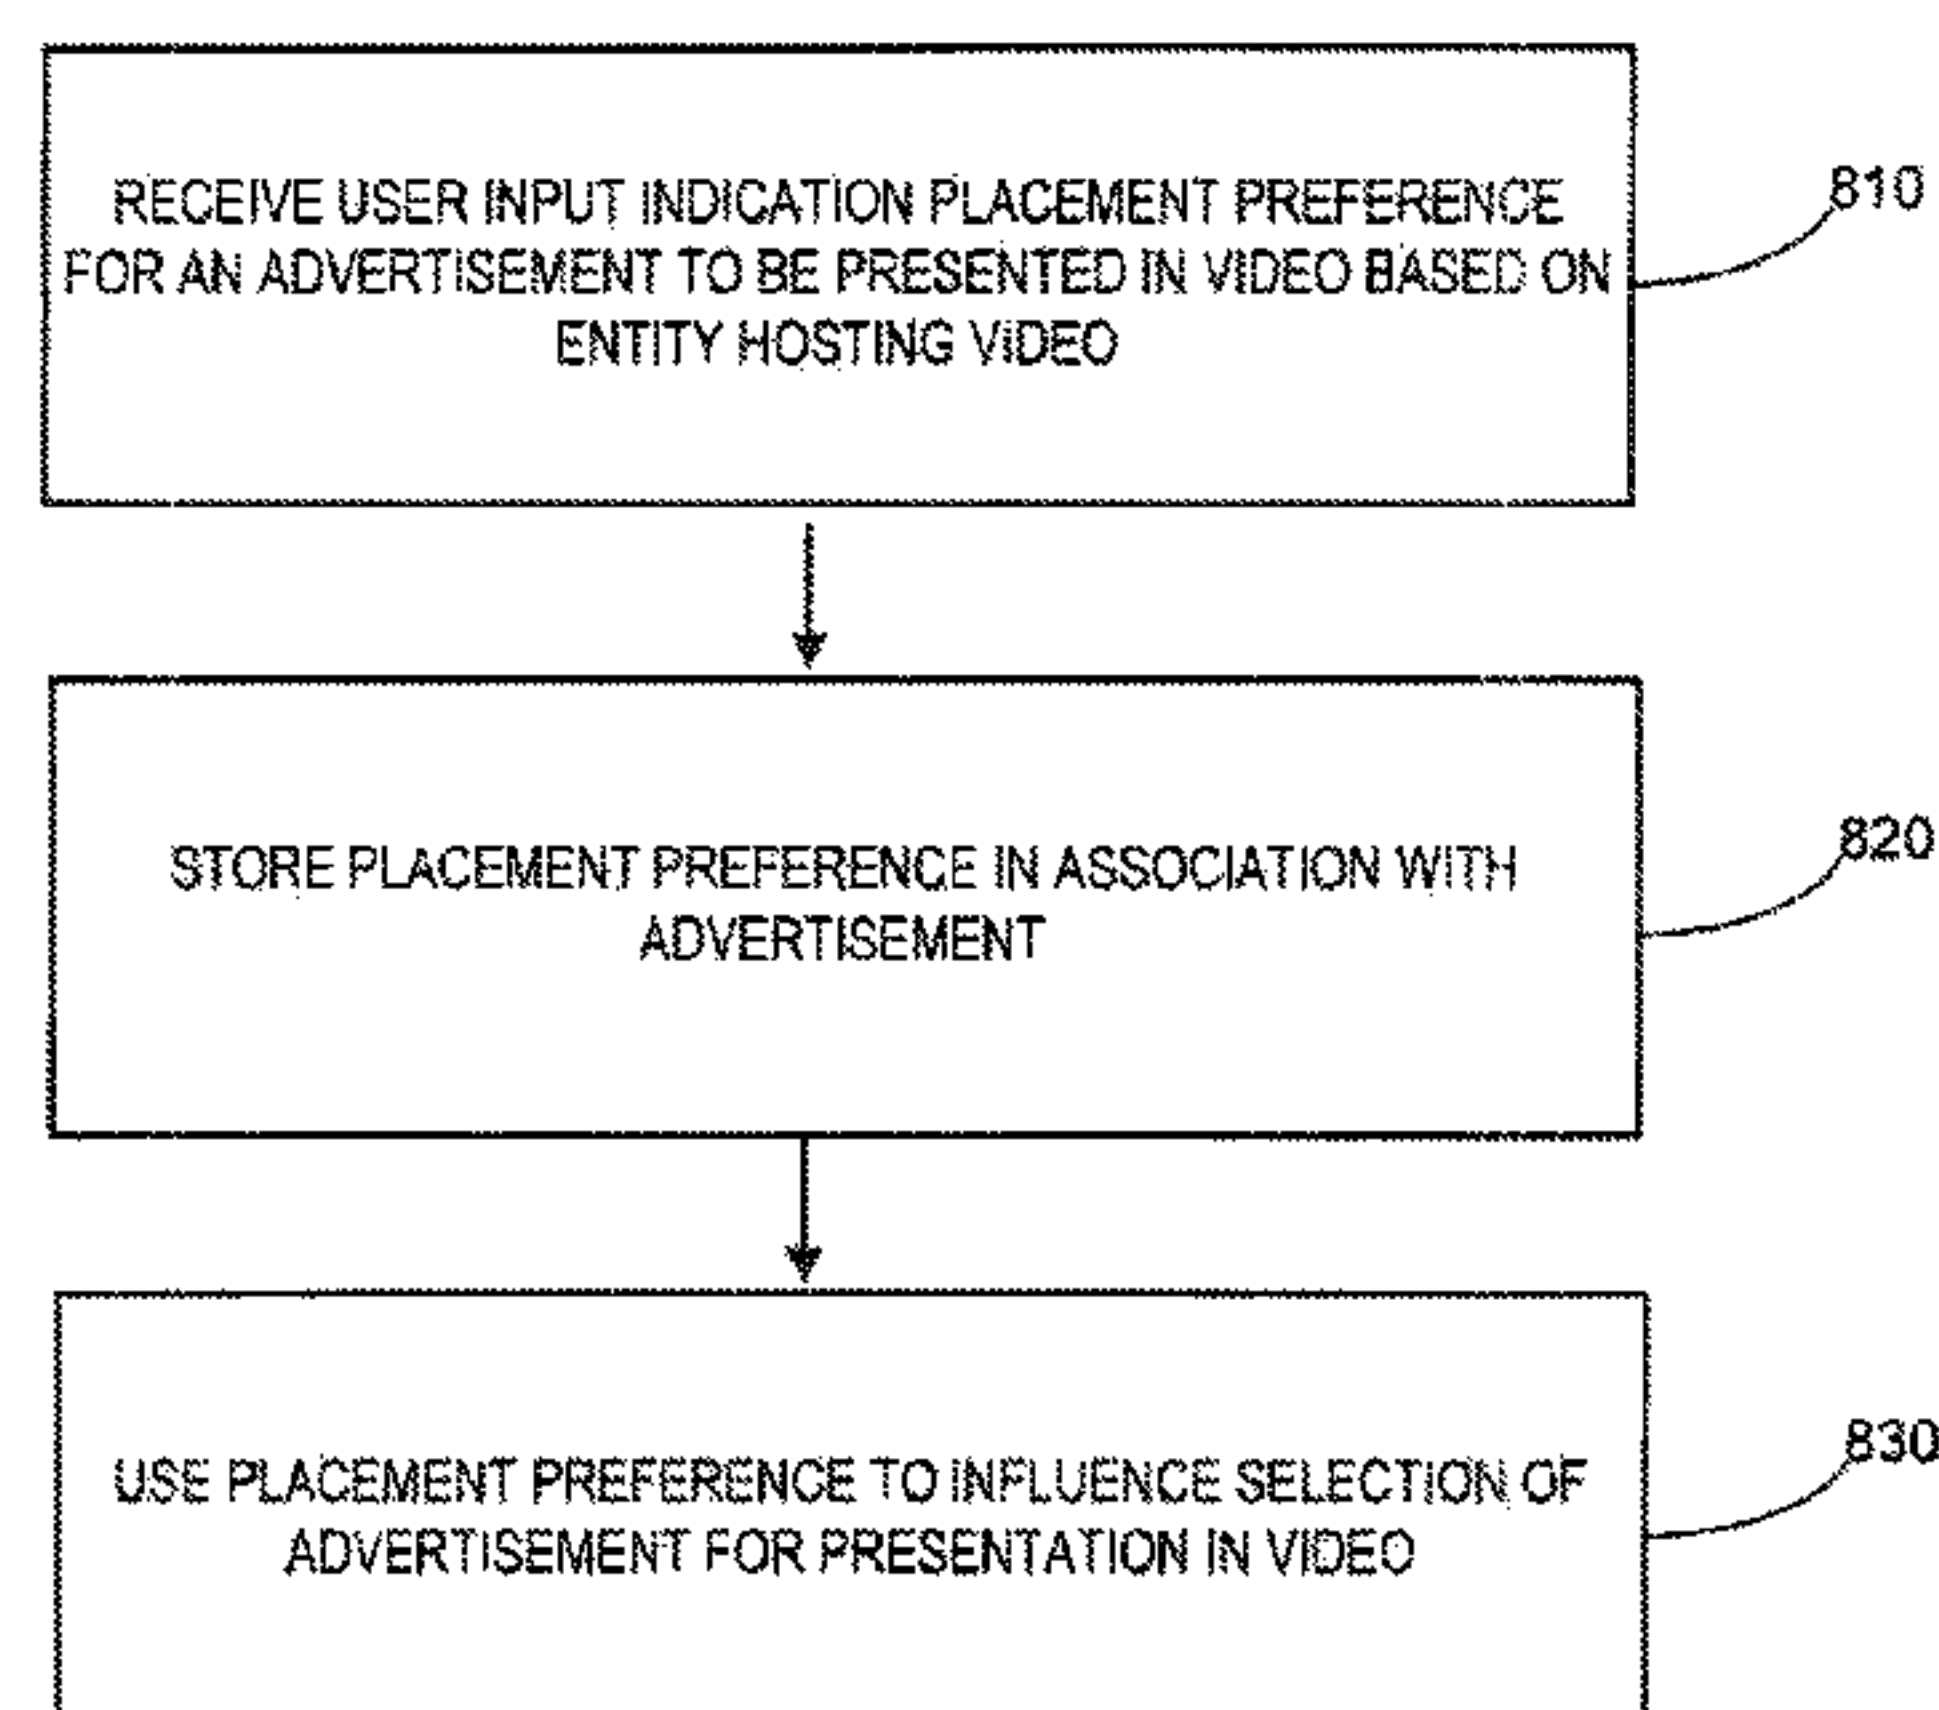 RECEIVE USER INPUT INDICATION PLACEMENT PREFERENCE
FOR AN ADVERTISEMENT TO BE PRESENTED IN VIDEO BASED ON
ENTITY HOSTING VIDEO
810
STORE PLACEMENT PREFERENCE IN ASSOCIATION WITH
ADVERTISEMENT
820
USE PLACEMENT PREFERENCE TO INFLUENCE SELECTION OF
ADVERTISEMENT FOR PRESENTATION IN VIDEO
830